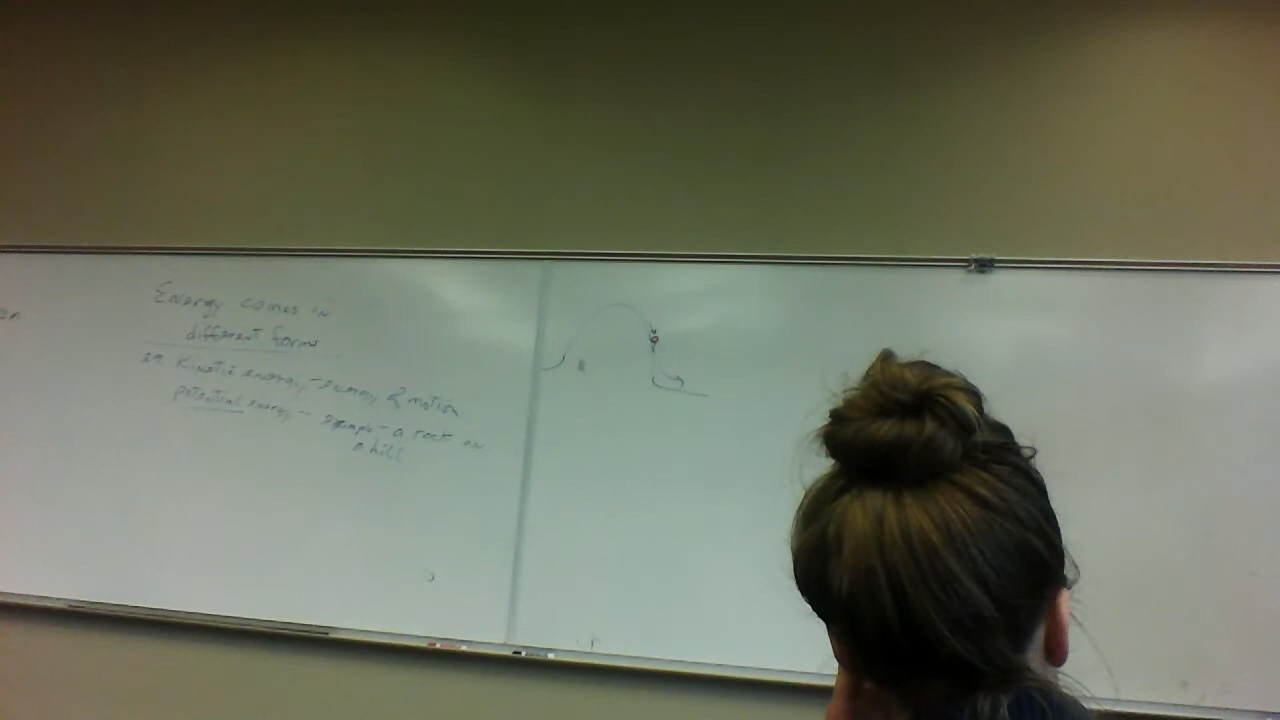 Energy comes in
different forms
Kinetic energy - energy of motion
potential energy - example - a rock on
a hill